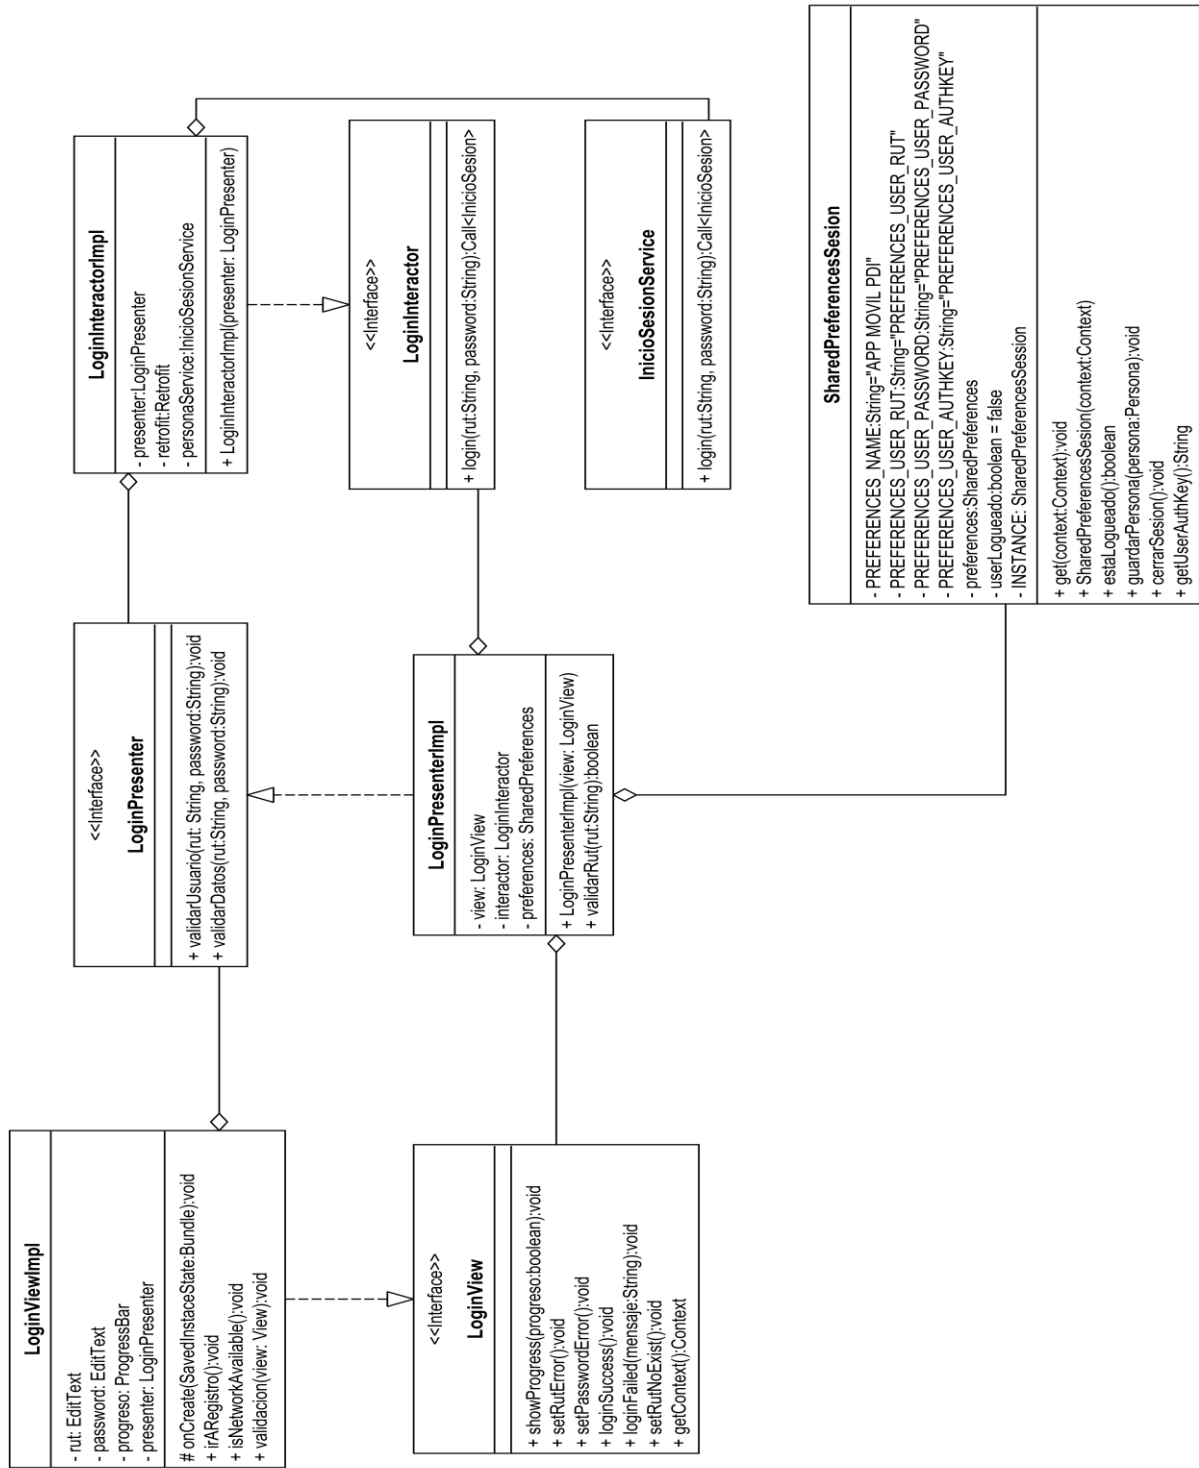 LoginViewImpl
- rut: EditText
- password: EditText
- progreso: ProgressBar
- presenter: LoginPresenter
# onCreate(SavedInstaceState:Bundle):void
+ irARegistro():void
+ isNetworkAvailable():void
+ validacion(view: View):void
<<Interface>>
LoginPresenter
+ validarUsuario(rut: String, password:String):void
+ validarDatos(rut:String, password:String):void
LoginInteractorImpl
- presenter:LoginPresenter
- retrofit:Retrofit
- personaService:InicioSesionService
+ LoginInteractorImpl(presenter: LoginPresenter)
<<Interface>>
LoginView
+ showProgress(progreso:boolean):void
+ setRutError():void
+ setPasswordError():void
+ loginSuccess():void
+ loginFailed(mensaje:String):void
+ setRutNoExist():void
+ getContext():Context
LoginPresenterImpl
- view: LoginView
- interactor: LoginInteractor
- preferences: SharedPreferences
+ LoginPresenterImpl(view: LoginView)
+ validarRut(rut:String):boolean
<<Interface>>
LoginInteractor
+ login(rut:String, password:String):Call<InicioSesion>
<<Interface>>
InicioSesionService
+ login(rut:String, password:String):Call<InicioSesion>
SharedPreferencesSesion
- PREFERENCES_NAME:String="APP MOVIL PDI"
- PREFERENCES_USER_RUT:String="PREFERENCES_USER_RUT"
- PREFERENCES_USER_PASSWORD:String="PREFERENCES_USER_PASSWORD"
- PREFERENCES_USER_AUTHKEY:String="PREFERENCES_USER_AUTHKEY"
- preferences:SharedPreferences
- userLogueado:boolean = false
- INSTANCE: SharedPreferencesSession
+ get(context:Context):void
+ SharedPreferencesSesion(context:Context)
+ estaLogueado():boolean
+ guardarPersona(persona:Persona):void
+ cerrarSesion():void
+ getUserAuthKey():String